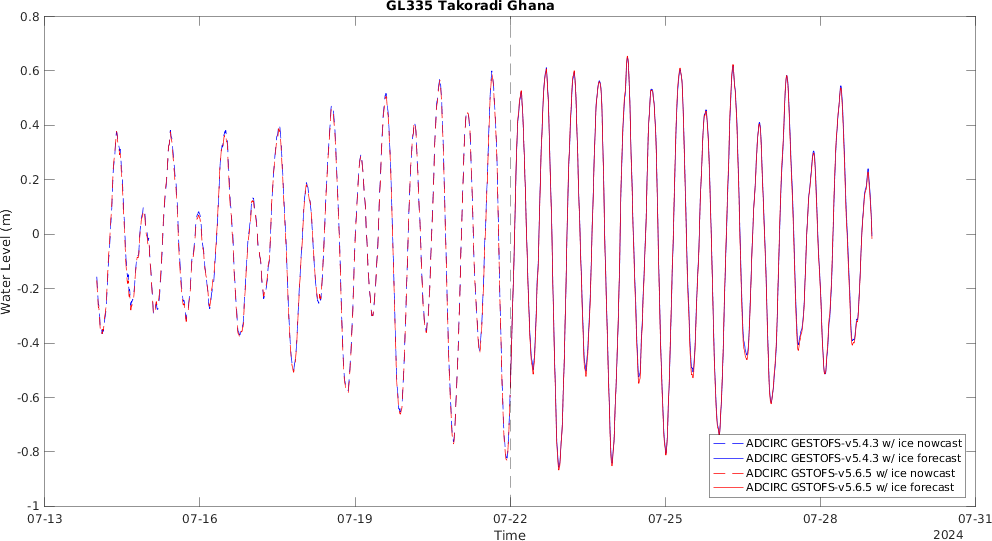 GL335 Takoradi Ghana
0.8
0.6
0.4
0.2
0
-0.2
-0.4
-0.6
-0.8
-1
Water Level (m)
07-13
07-16
07-19
07-22
07-25
07-28
07-31
Time
2024
ADCIRC GESTOFS-v5.4.3 w/ ice nowcast
ADCIRC GESTOFS-v5.4.3 w/ ice forecast
ADCIRC GSTOFS-v5.6.5 w/ ice nowcast
ADCIRC GSTOFS-v5.6.5 w/ ice forecast